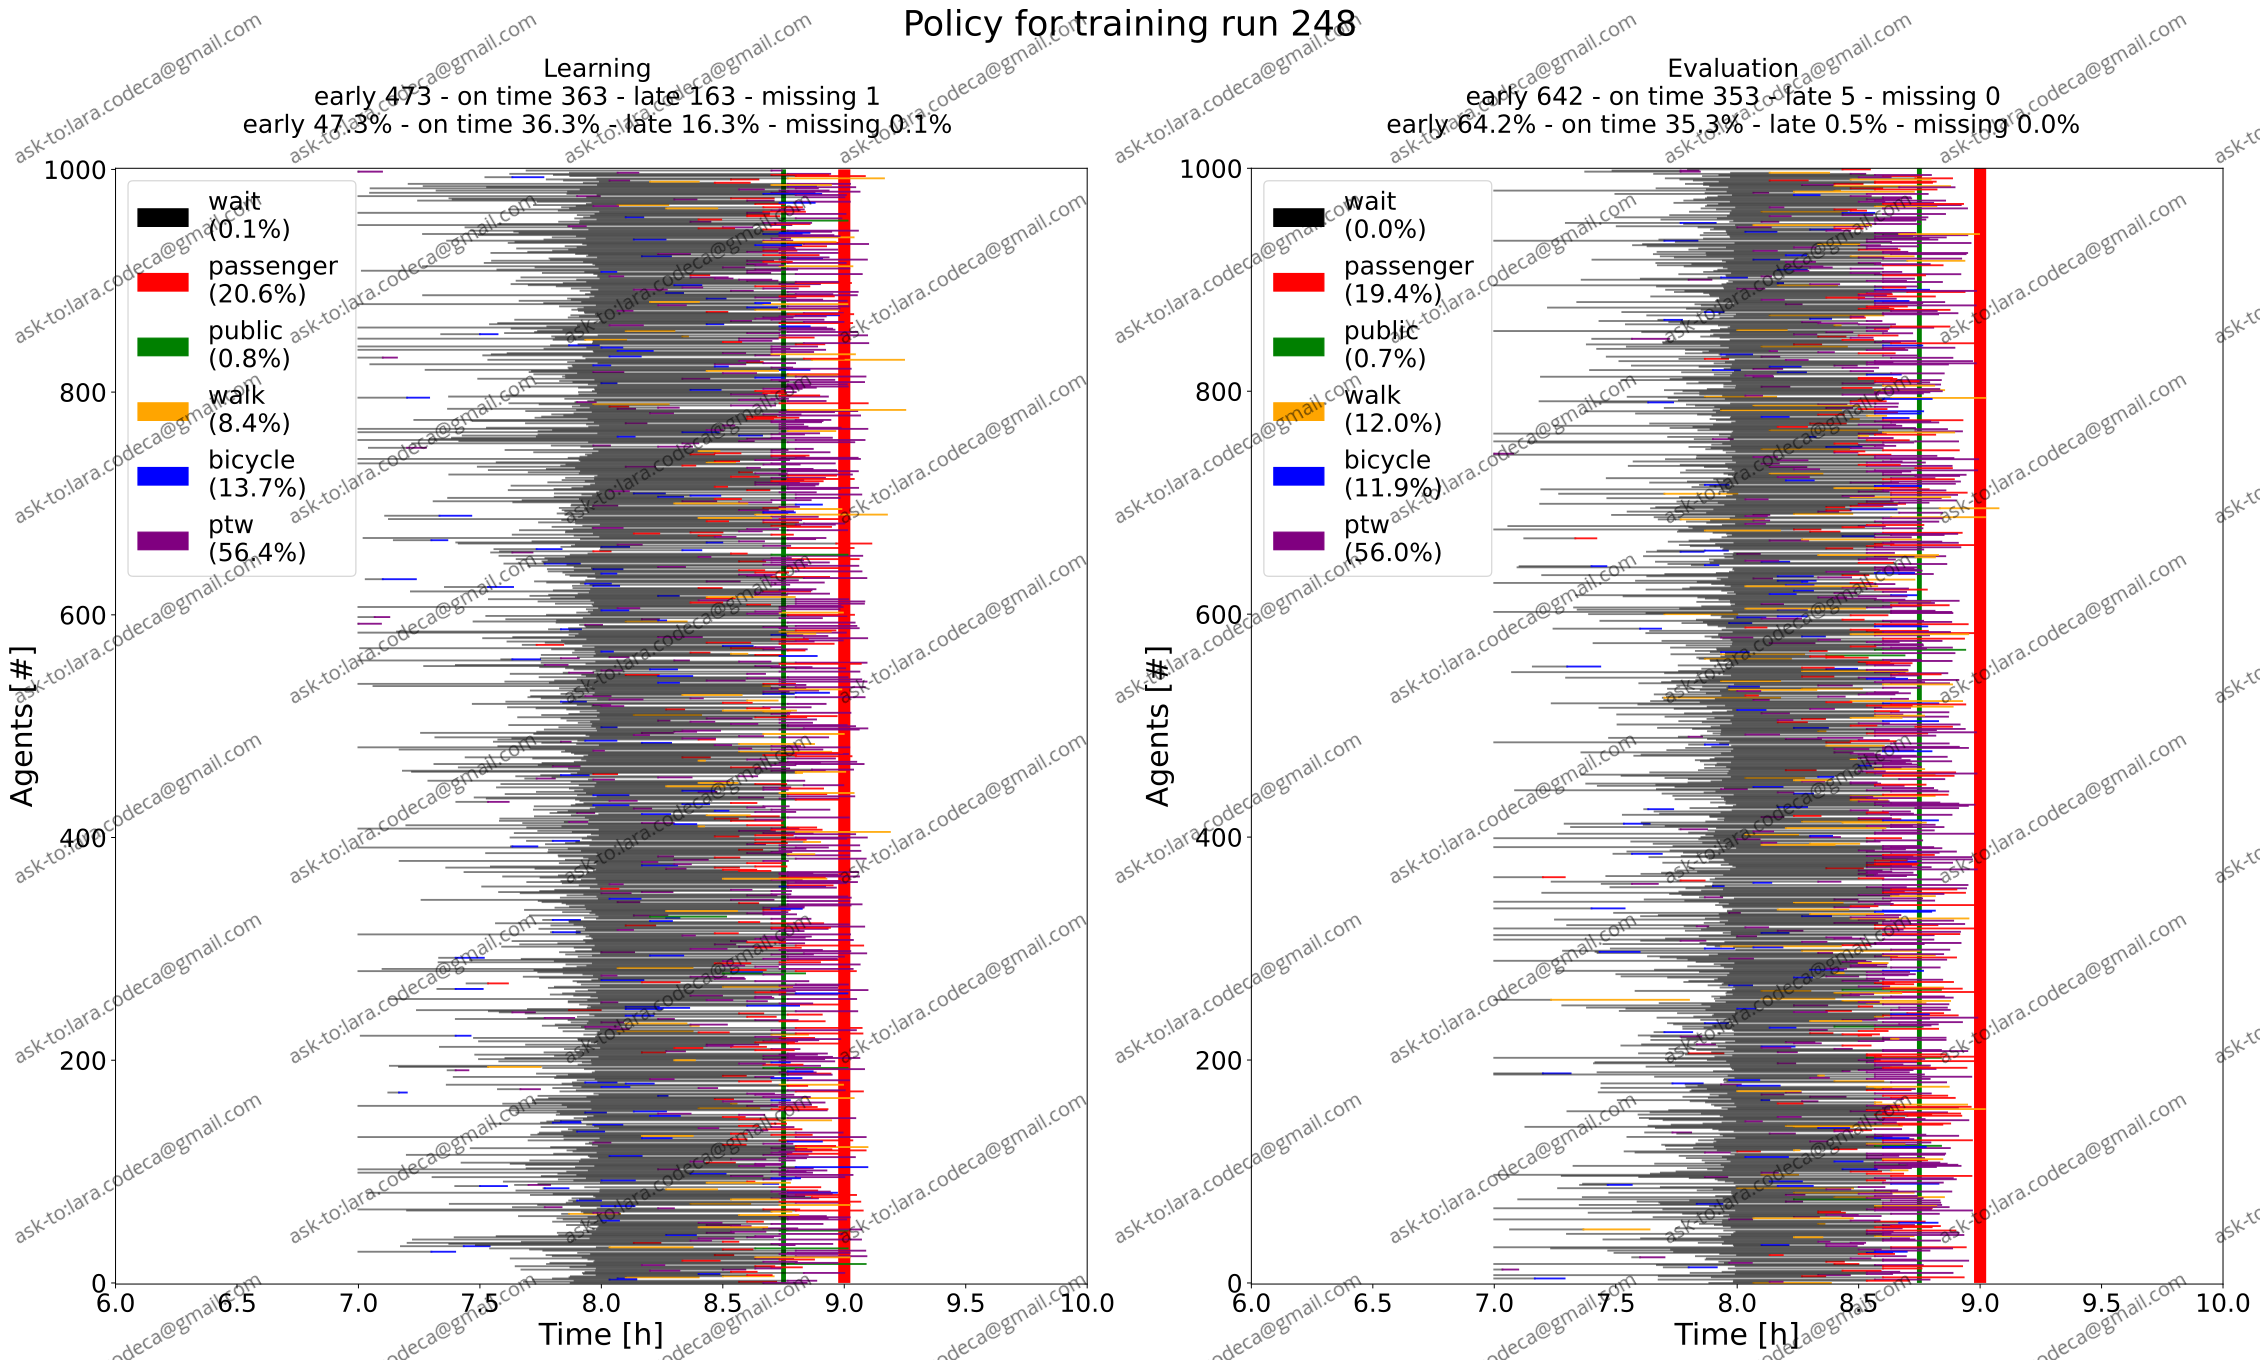 Policy for training run 248
Learning
early 473 - on time 363 - late 163 - missing 1
early 47.3% - on time 36.3% - late 16.3% - missing 0.1%
1000
800
600
400
200
0
Agents [#]
wait
(0.1%)
passenger
(20.6%)
public
(0.8%)
walk
(8.4%)
bicycle
(13.7%)
ptw
(56.4%)
6.0 6.5 7.0 7.5 8.0 8.5 9.0 9.5 10.0
Time [h]
Evaluation
early 642 - on time 353 - late 5 - missing 0
early 64.2% - on time 35.3% - late 0.5% - missing 0.0%
1000
800
600
400
200
0
Agents [#]
wait
(0.0%)
passenger
(19.4%)
public
(0.7%)
walk
(12.0%)
bicycle
(11.9%)
ptw
(56.0%)
6.0 6.5 7.0 7.5 8.0 8.5 9.0 9.5 10.0
Time [h]
ask-to:lara.codeca@gmail.com